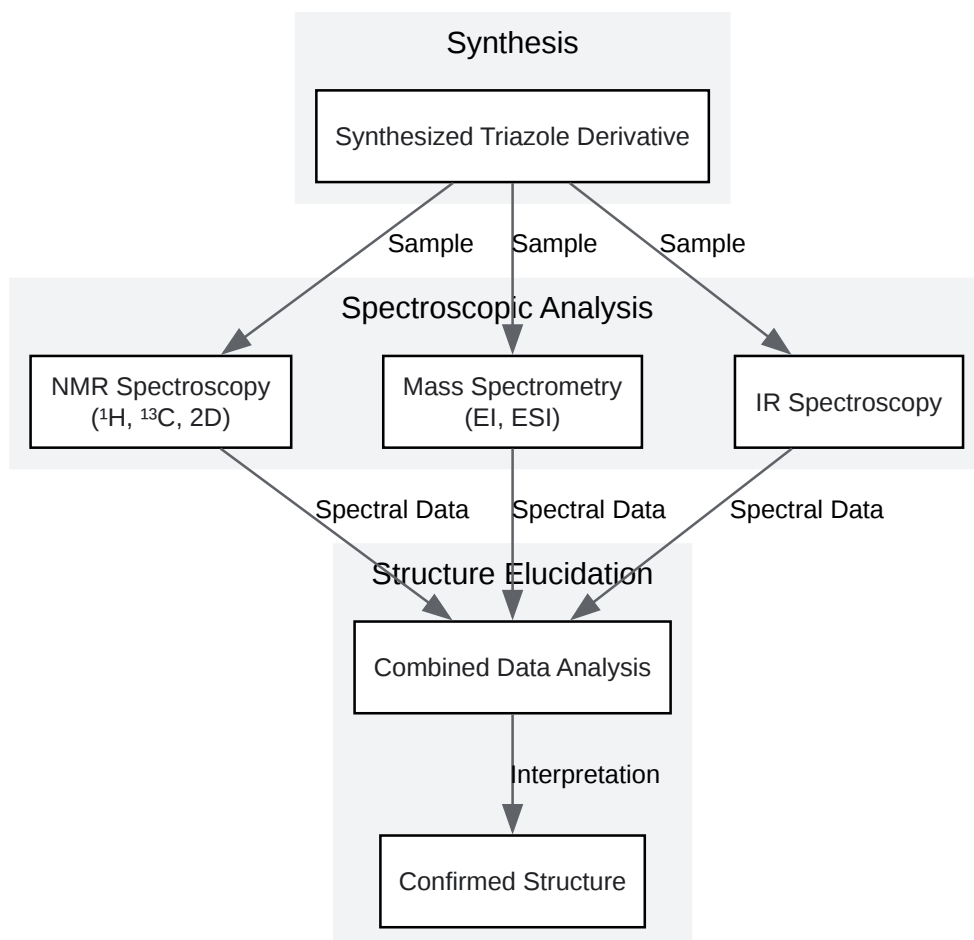 Synthesis
Synthesized Triazole Derivative
Sample
Sample
Sample
Spectroscopic Analysis
NMR Spectroscopy
(¹H, ¹³C, 2D)
Mass Spectrometry
(EI, ESI)
IR Spectroscopy
Spectral Data
Spectral Data
Spectral Data
Structure Elucidation
Combined Data Analysis
Interpretation
Confirmed Structure